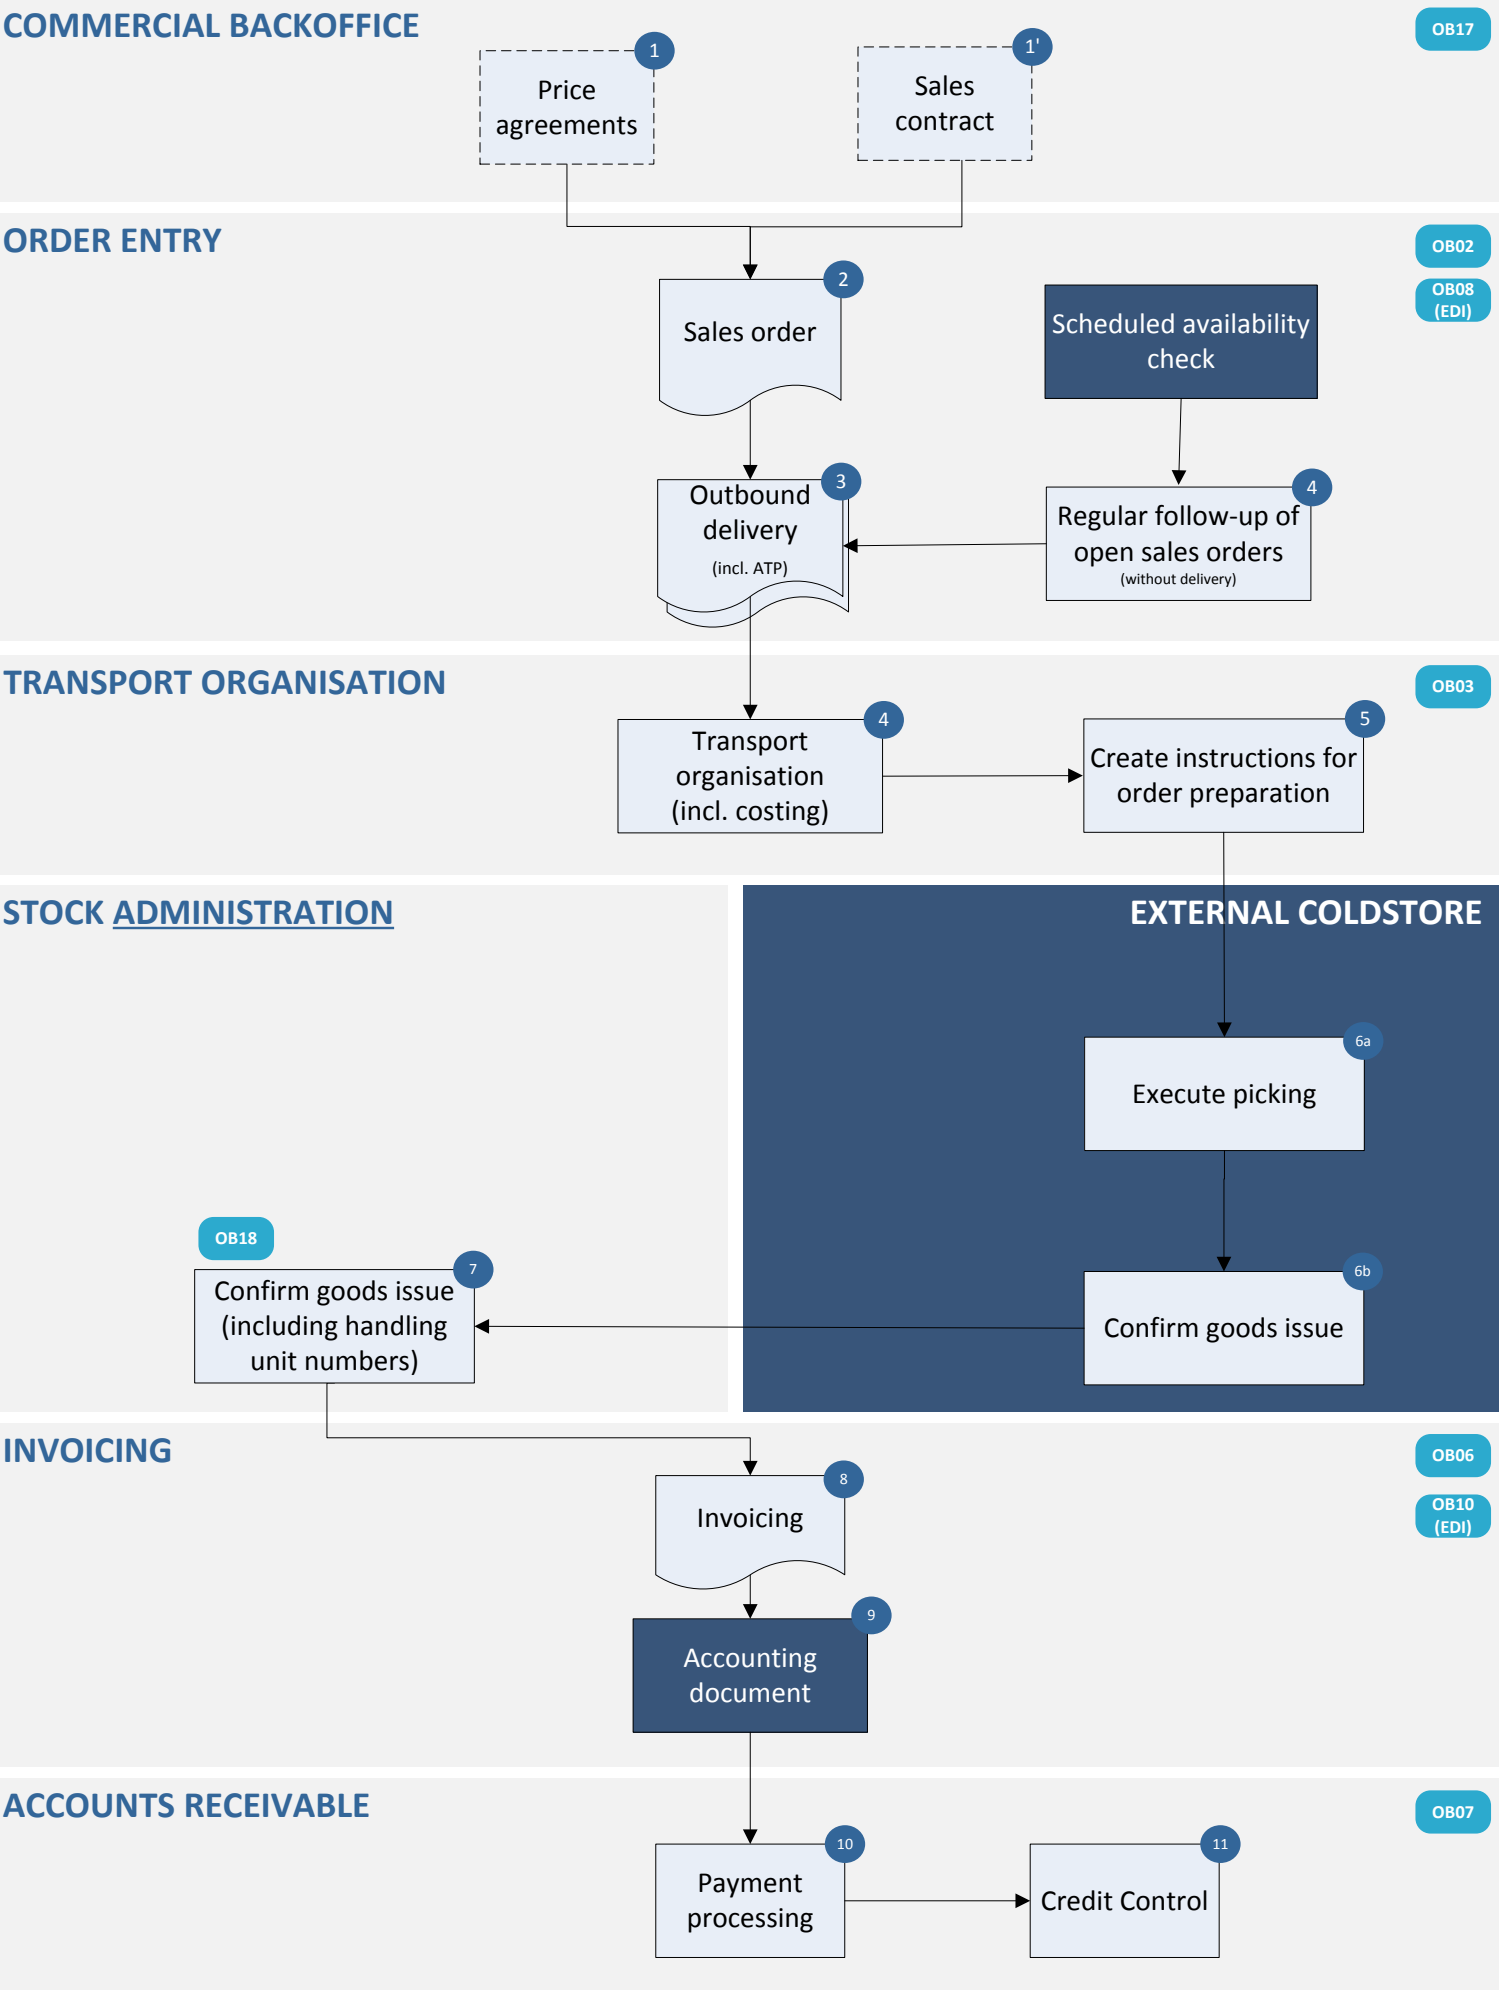 COMMERCIAL BACKOFFICE
OB17
1
Price
agreements
1'
Sales
contract
ORDER ENTRY
OB02
OB08
(EDI)
2
Sales order
Scheduled availability
check
3
Outbound
delivery
(incl. ATP)
4
Regular follow-up of
open sales orders
(without delivery)
TRANSPORT ORGANISATION
OB03
4
Transport
organisation
(incl. costing)
5
Create instructions for
order preparation
STOCK ADMINISTRATION
EXTERNAL COLDSTORE
6a
Execute picking
OB18
7
Confirm goods issue
(including handling
unit numbers)
6b
Confirm goods issue
INVOICING
OB06
OB10
(EDI)
8
Invoicing
9
Accounting
document
ACCOUNTS RECEIVABLE
OB07
10
Payment
processing
11
Credit Control